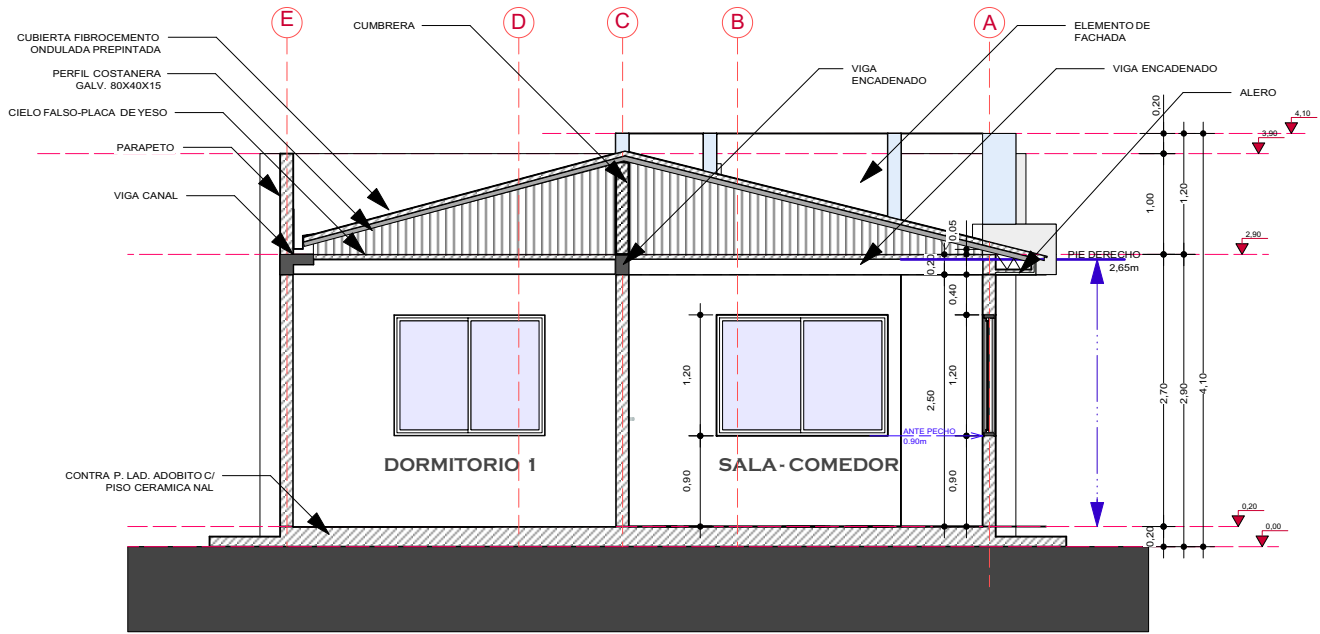 E
D
C
B
A
CUMBRERA
ELEMENTO DE
FACHADA
CUBIERTA FIBROCEMENTO
ONDULADA PREPINTADA
PERFIL COSTANERA
GALV. 80X40X15
CIELO FALSO-PLACA DE YESO
PARAPETO
VIGA CANAL
VIGA
ENCADENADO
VIGA ENCADENADO
ALERO
0,20
4,10
3,90
1,00
1,20
2,90
0,05
0,20
0,40
PIE DERECHO
2,65m
1,20
2,50
1,20
2,70
2,90
4,10
ANTE PECHO
0.90m
DORMITORIO 1
SALA - COMEDOR
0,90
0,90
CONTRA P. LAD. ADOBITO C/
PISO CERAMICA NAL
0,20
0,20
0,00